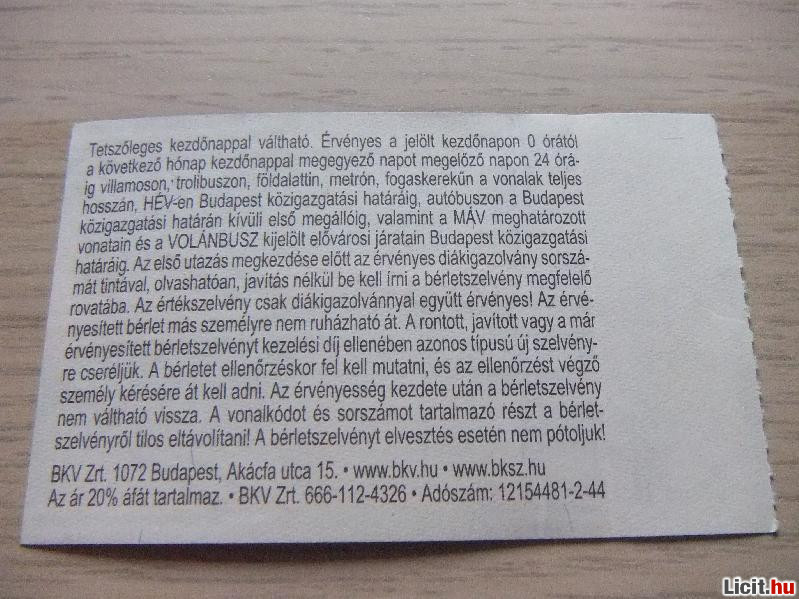 Tetszőleges kezdőnappal váltható. Érvényes a jelölt kezdőnapon 0 órától
a következő hónap kezdőnappal megegyező napot megelőző napon 24 órá-
ig villamoson, trolibuszon, földalattin, metrón, fogaskerekűn a vonalak teljes
hosszán, HÉV-en Budapest közigazgatási határáig, autóbuszon a Budapest
közigazgatási határán kívüli első megállóig, valamint a MÁV meghatározott
vonatain és a VOLÁNBUSZ kijelölt elővárosi járatain Budapest közigazgatási
határáig. Az első utazás megkezdése előtt az érvényes diákigazolvány sorszá-
mát tintával, olvashatóan, javítás nélkül be kell írni a bérletszelvény megfelelő
rovatába. Az értékszelvény csak diákigazolvánnyal együtt érvényes! Az érvé-
nyesített bérlet más személyre nem ruházható át. A rontott, javított vagy a már
érvényesített bérletszelvényt kezelési díj ellenében azonos típusú új szelvény-
re cseréljük. A bérletet ellenőrzéskor fel kell mutatni, és az ellenőrzést végző
személy kérésére át kell adni. Az érvényesség kezdete után a bérletszelvény
nem váltható vissza. A vonalkódot és sorszámot tartalmazó részt a bérlet-
szelvényről tilos eltávolítani! A bérletszelvényt elvesztés esetén nem pótoljuk!
BKV Zrt. 1072 Budapest, Akácfa utca 15. • www.bkv.hu • www.bksz.hu
Az ár 20% áfát tartalmaz. • BKV Zrt. 666-112-4326 • Adószám: 12154481-2-44
Licit.hu